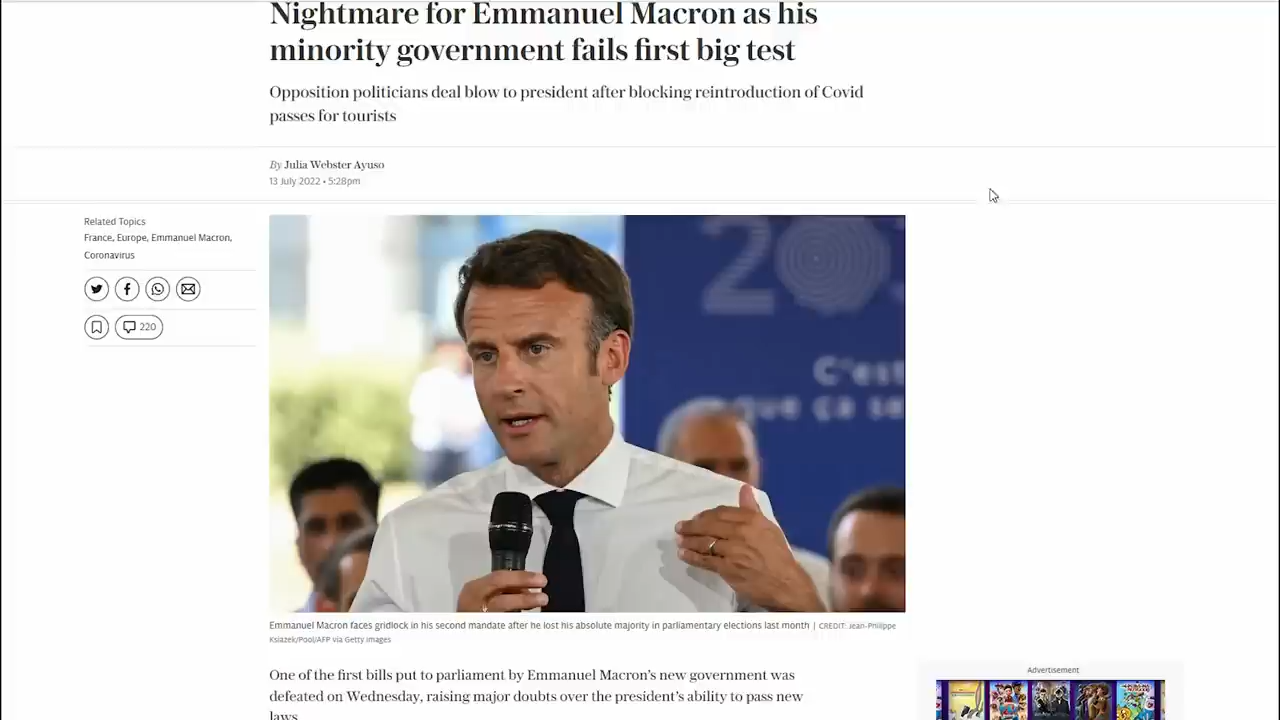 Nightmare for Emmanuel Macron as his
minority government fails first big test
Opposition politicians deal blow to president after blocking reintroduction of Covid
passes for tourists
By Julia Webster Ayuso
13 July 2022 • 5:28pm
Related Topics
France, Europe, Emmanuel Macron,
Coronavirus
220
20
C'est
que ça se
Emmanuel Macron faces gridlock in his second mandate after he lost his absolute majority in parliamentary elections last month | CREDIT: Jean-Philippe
Ksiazek/Pool/AFP via Getty Images
One of the first bills put to parliament by Emmanuel Macron's new government was
defeated on Wednesday, raising major doubts over the president's ability to pass new
laws
Advertisement